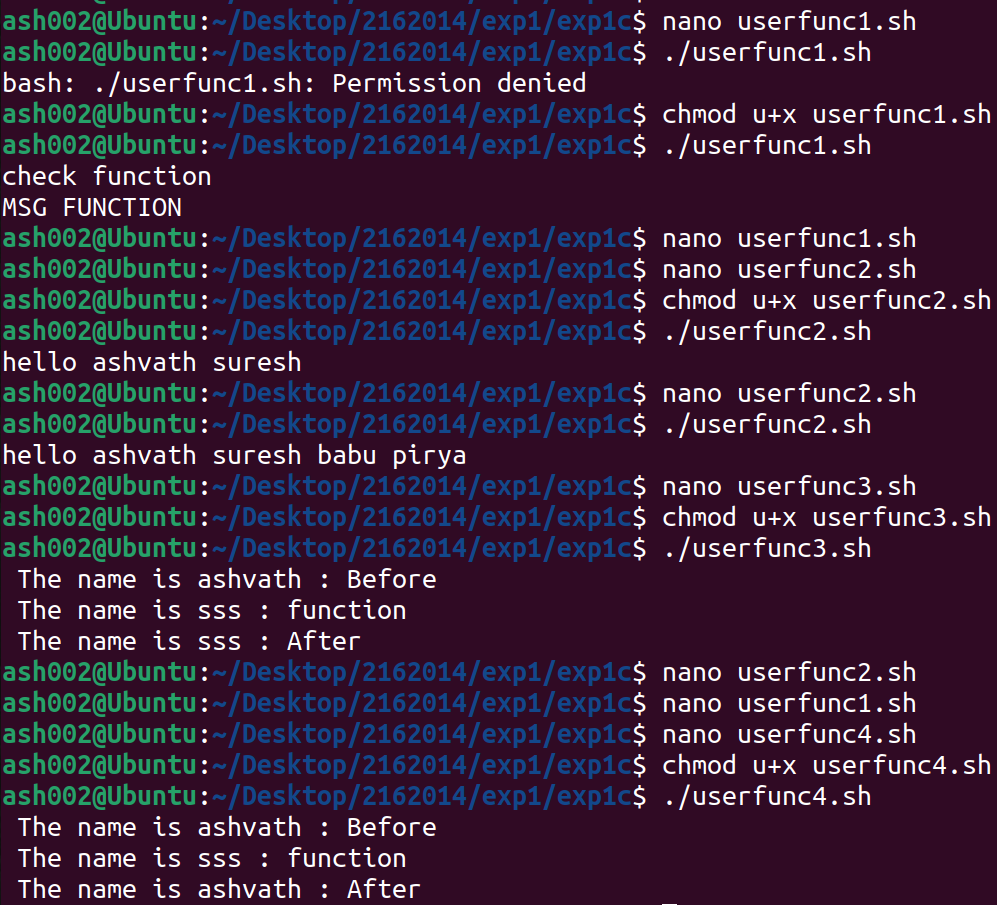 ash002@Ubuntu:~/Desktop/2162014/exp1/exp1c$ nano userfunc1.sh
ash002@Ubuntu:~/Desktop/2162014/exp1/exp1c$ ./userfunc1.sh
bash: ./userfunc1.sh: Permission denied
ash002@Ubuntu:~/Desktop/2162014/exp1/exp1c$ chmod u+x userfunc1.sh
ash002@Ubuntu:~/Desktop/2162014/exp1/exp1c$ ./userfunc1.sh
check function
MSG FUNCTION
ash002@Ubuntu:~/Desktop/2162014/exp1/exp1c$ nano userfunc1.sh
ash002@Ubuntu:~/Desktop/2162014/exp1/exp1c$ nano userfunc2.sh
ash002@Ubuntu:~/Desktop/2162014/exp1/exp1c$ chmod u+x userfunc2.sh
ash002@Ubuntu:~/Desktop/2162014/exp1/exp1c$ ./userfunc2.sh
hello ashvath suresh
ash002@Ubuntu:~/Desktop/2162014/exp1/exp1c$ nano userfunc2.sh
ash002@Ubuntu:~/Desktop/2162014/exp1/exp1c$ ./userfunc2.sh
hello ashvath suresh babu pirya
ash002@Ubuntu:~/Desktop/2162014/exp1/exp1c$ nano userfunc3.sh
ash002@Ubuntu:~/Desktop/2162014/exp1/exp1c$ chmod u+x userfunc3.sh
ash002@Ubuntu:~/Desktop/2162014/exp1/exp1c$ ./userfunc3.sh
 The name is ashvath : Before
 The name is sss : function
 The name is sss : After
ash002@Ubuntu:~/Desktop/2162014/exp1/exp1c$ nano userfunc2.sh
ash002@Ubuntu:~/Desktop/2162014/exp1/exp1c$ nano userfunc1.sh
ash002@Ubuntu:~/Desktop/2162014/exp1/exp1c$ nano userfunc4.sh
ash002@Ubuntu:~/Desktop/2162014/exp1/exp1c$ chmod u+x userfunc4.sh
ash002@Ubuntu:~/Desktop/2162014/exp1/exp1c$ ./userfunc4.sh
 The name is ashvath : Before
 The name is sss : function
 The name is ashvath : After